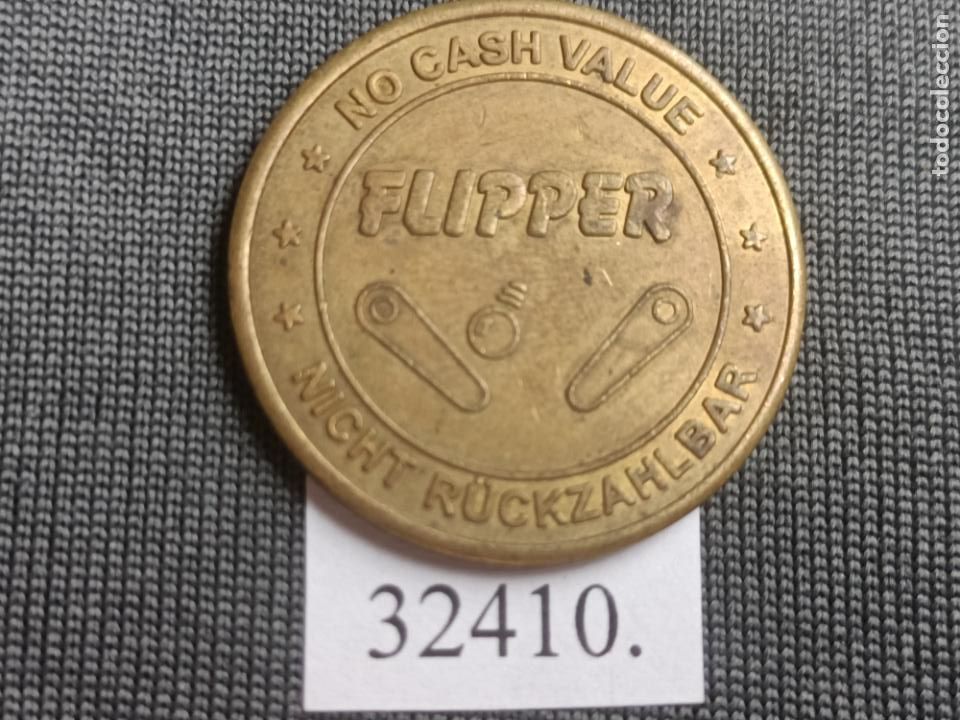 NO CASH VALUE
FLIPPER
NICHT RÜCKZAHLBAR
32410.
todocoleccion